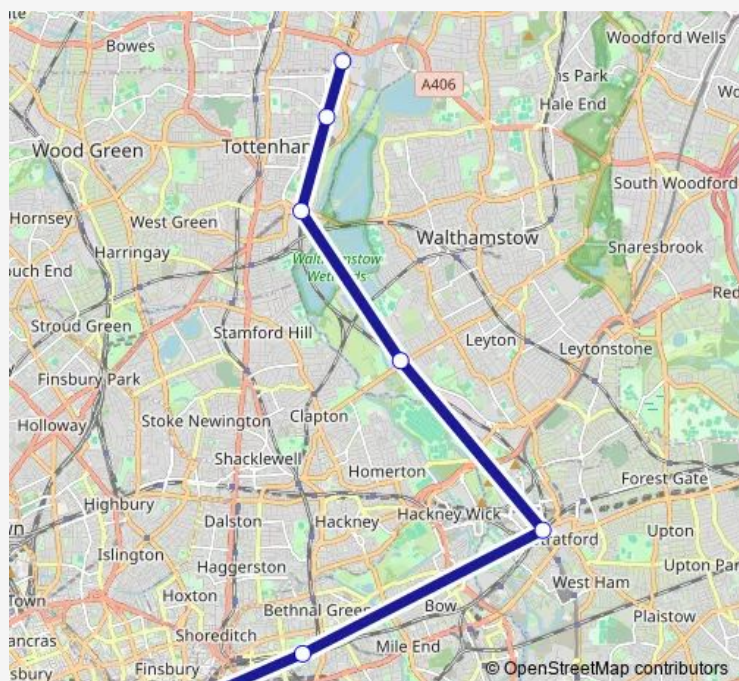 Bowes
Woodford Wells
A406
Hale End
Wood Green
Tottenham
South Woodford
Hornsey
West Green
Walthamstow
Snaresbrook
Harringay
Walthamstow
Wetlands
Stroud Green
Stamford Hill
Leyton
Leytonstone
Finsbury Park
Clapton
Holloway
Stoke Newington
Shacklewell
Homerton
Forest Gate
Highbury
Dalston
Hackney
Hackney Wick
Stratford
Upton
Islington
Haggerston
West Ham
Upton Par
Hoxton
Bethnal Green
Bow
Plaistow
Shoreditch
Mile End
Finsbury
© OpenStreetMap contributors